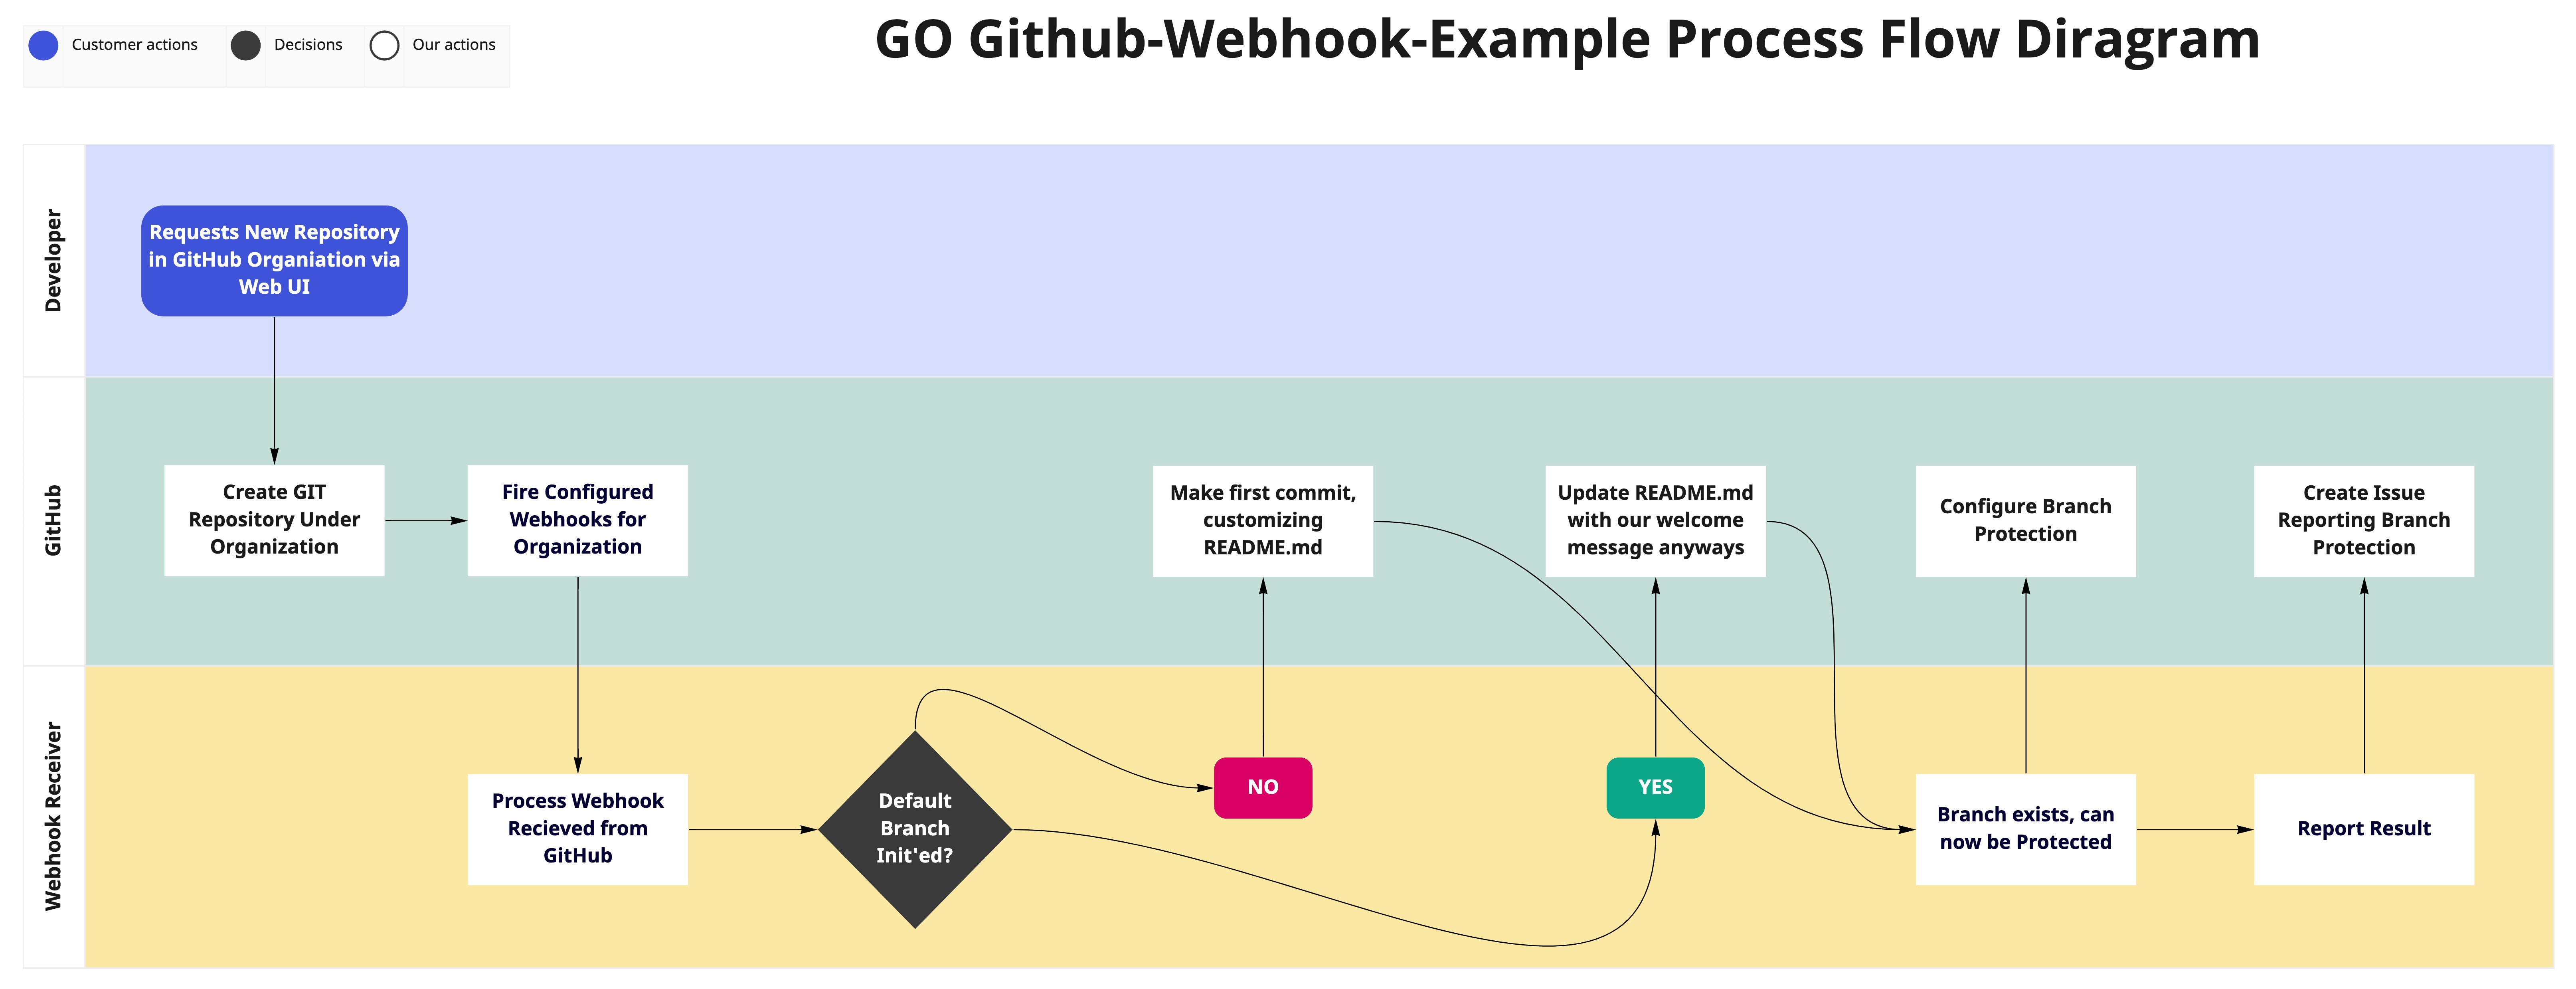 Customer actions
Decisions
Our actions
GO Github-Webhook-Example Process Flow Diragram
Developer
Requests New Repository
in GitHub Organiation via
Web UI
GitHub
Create GIT
Repository Under
Organization
Fire Configured
Webhooks for
Organization
Make first commit,
customizing
README.md
Update README.md
with our welcome
message anyways
Configure Branch
Protection
Create Issue
Reporting Branch
Protection
Webhook Receiver
Process Webhook
Recieved from
GitHub
Default
Branch
Init'ed?
NO
YES
Branch exists, can
now be Protected
Report Result